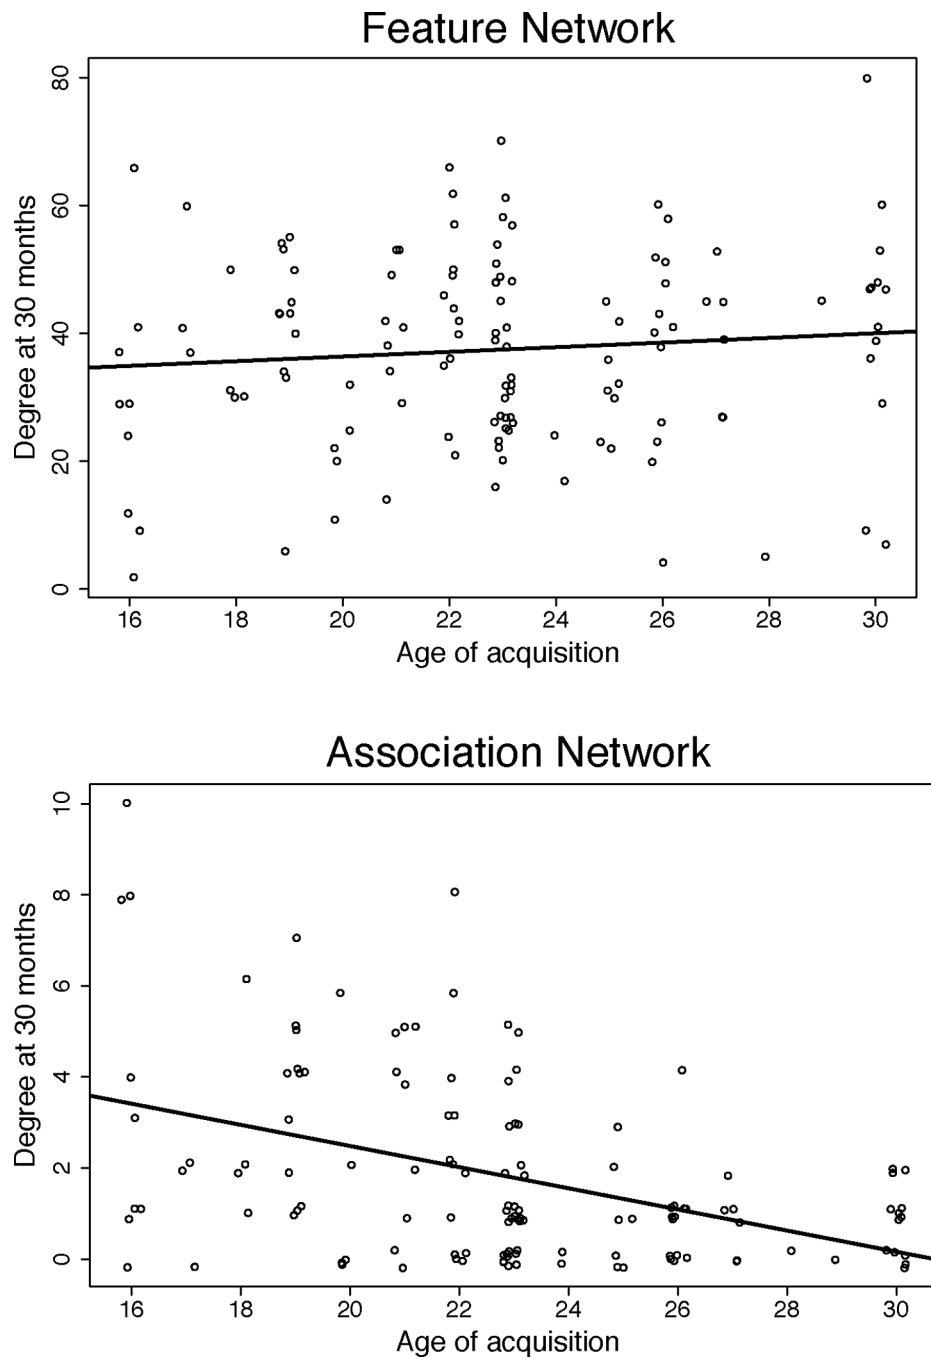 Feature Network
80
60
40
20
0
Degree at 30 months
16 18 20 22 24 26 28 30
Age of acquisition
Association Network
10
8
6
4
2
0
Degree at 30 months
16 18 20 22 24 26 28 30
Age of acquisition